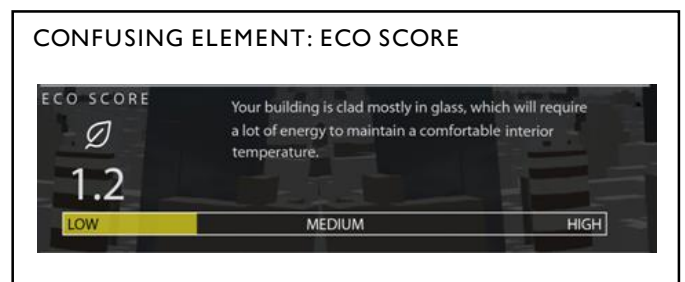 CONFUSING ELEMENT: ECO SCORE
ECO SCORE
Your building is clad mostly in glass, which will require
a lot of energy to maintain a comfortable interior
temperature.
1.2
LOW MEDIUM HIGH